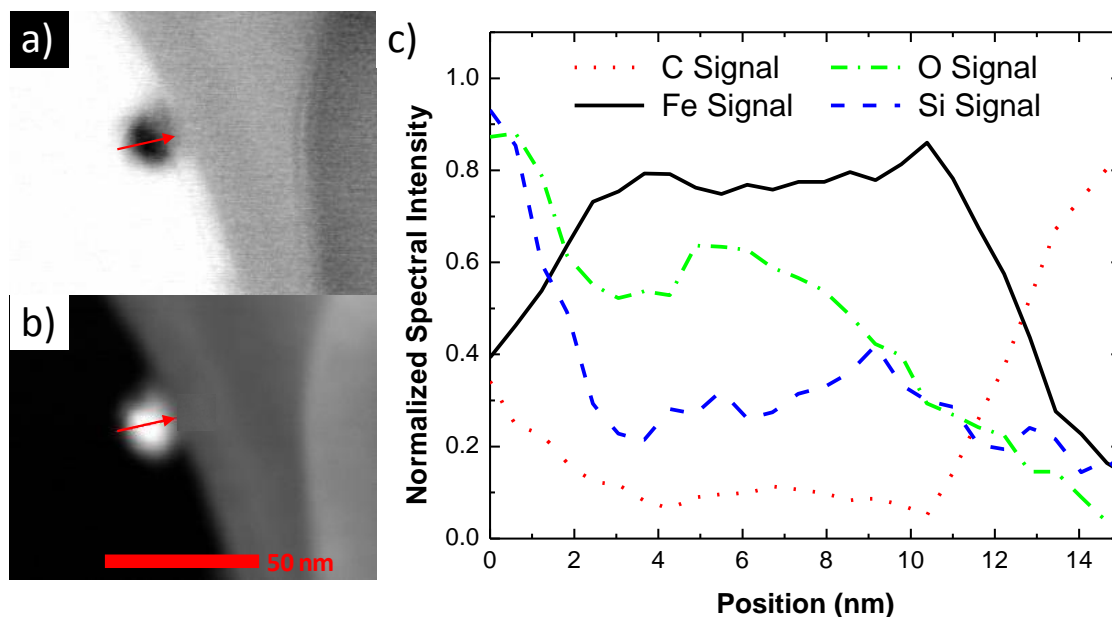 a)
b)
50 nm
c)
C Signal
O Signal
Fe Signal
Si Signal
Normalized Spectral Intensity
1.0
0.8
0.6
0.4
0.2
0.0
0 2 4 6 8 10 12 14
Position (nm)